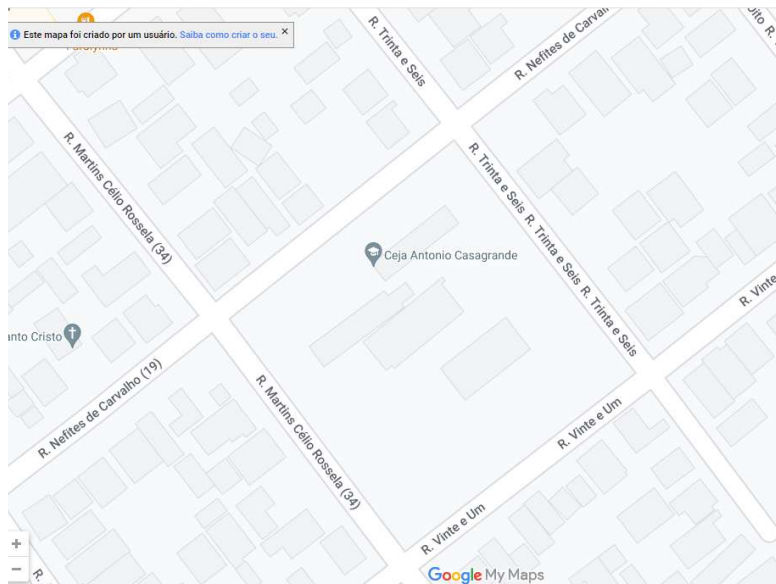 Este mapa foi criado por um usuário. Saiba como criar o seu. ×
R. Trinta e Seis
R. Nefites de Carval
R. Martins Célio Rossela (34)
R. Trinta e Seis
R. Trinta e Seis
R. Trinta e Seis
Ceja Antonio Casagrande
R. Vinte
anto Cristo
R. Nefites de Carvalho (19)
R. Martins Célio Rossela (34)
R. Vinte e Um
R. Vinte e Um
+
−
R.
Google My Maps